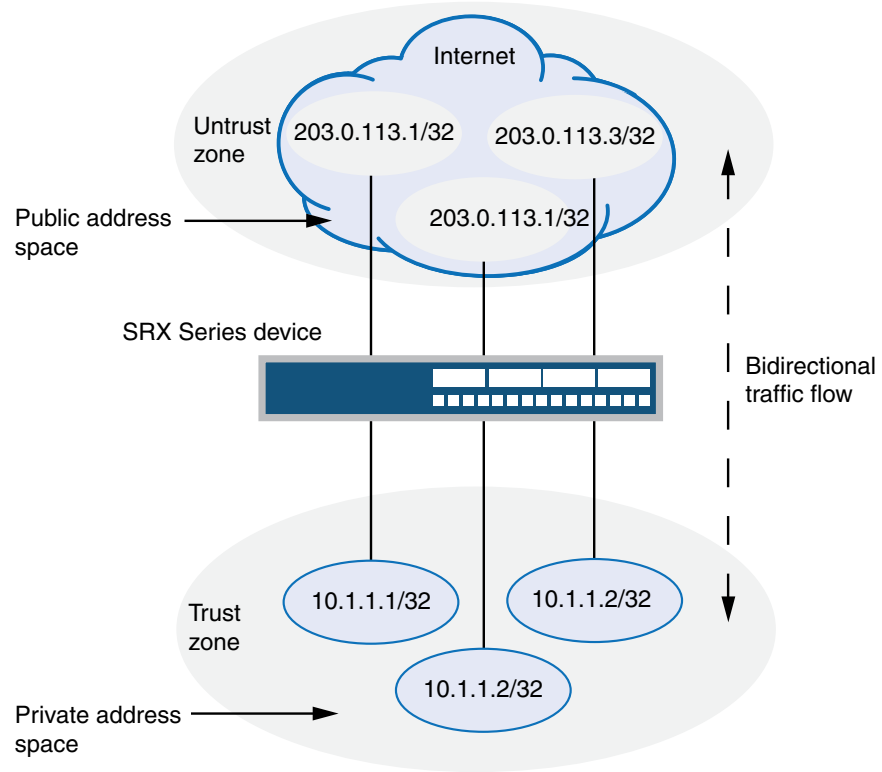 Internet
Untrust
zone
203.0.113.1/32
203.0.113.3/32
Public address
space
203.0.113.1/32
SRX Series device
Bidirectional
traffic flow
10.1.1.1/32
10.1.1.2/32
Trust
zone
10.1.1.2/32
Private address
space